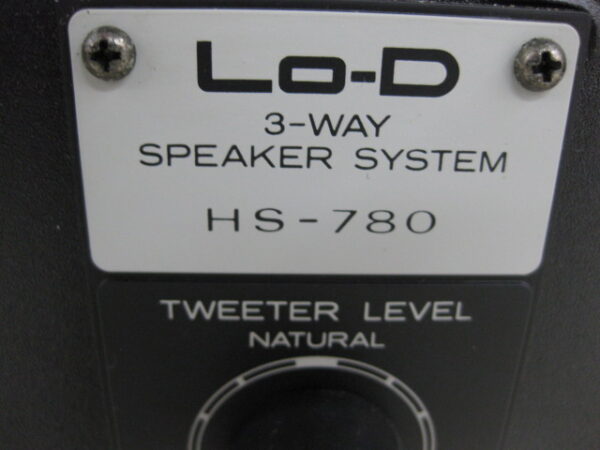 Lo-D
3-WAY
SPEAKER SYSTEM
HS-780
TWEETER LEVEL
NATURAL